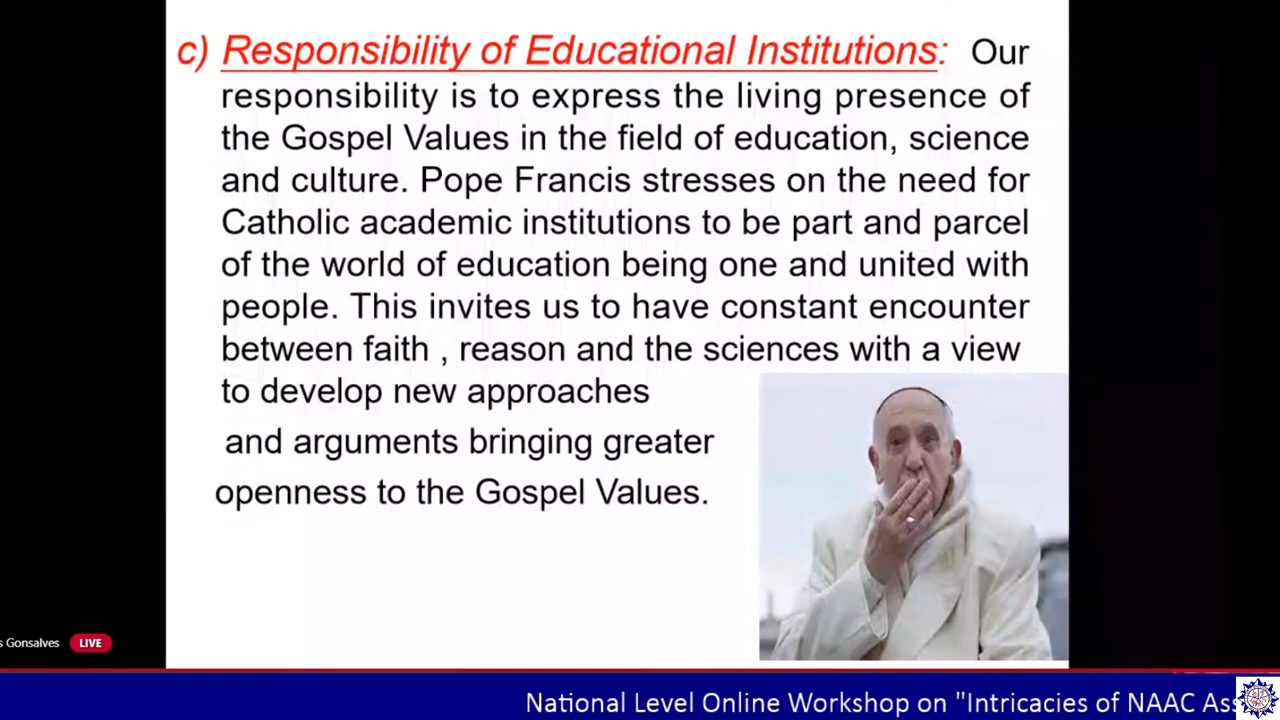 c) Responsibility of Educational Institutions: Our
responsibility is to express the living presence of
the Gospel Values in the field of education, science
and culture. Pope Francis stresses on the need for
Catholic academic institutions to be part and parcel
of the world of education being one and united with
people. This invites us to have constant encounter
between faith , reason and the sciences with a view
to develop new approaches
and arguments bringing greater
openness to the Gospel Values.
s Gonsalves LIVE
National Level Online Workshop on "Intricacies of NAAC Ass